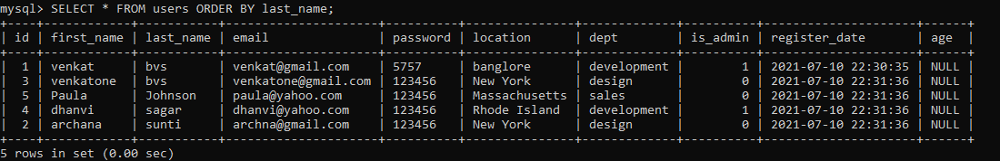 mysql> SELECT * FROM users ORDER BY last_name;
+----+------------+-----------+--------------------+----------+---------------+-------------+----------+---------------------+------+
| id | first_name | last_name | email              | password | location      | dept        | is_admin | register_date       | age  |
+----+------------+-----------+--------------------+----------+---------------+-------------+----------+---------------------+------+
|  1 | venkat     | bvs       | venkat@gmail.com   | 5757     | banglore      | development |        1 | 2021-07-10 22:30:35 | NULL |
|  3 | venkatone  | bvs       | venkatone@gmail.com | 123456   | New York      | design      |        0 | 2021-07-10 22:31:36 | NULL |
|  5 | Paula      | Johnson   | paula@yahoo.com    | 123456   | Massachusetts | sales       |        0 | 2021-07-10 22:31:36 | NULL |
|  4 | dhanvi     | sagar     | dhanvi@yahoo.com   | 123456   | Rhode Island  | development |        1 | 2021-07-10 22:31:36 | NULL |
|  2 | archana    | sunti     | archna@gmail.com   | 123456   | New York      | design      |        0 | 2021-07-10 22:31:36 | NULL |
+----+------------+-----------+--------------------+----------+---------------+-------------+----------+---------------------+------+
5 rows in set (0.00 sec)